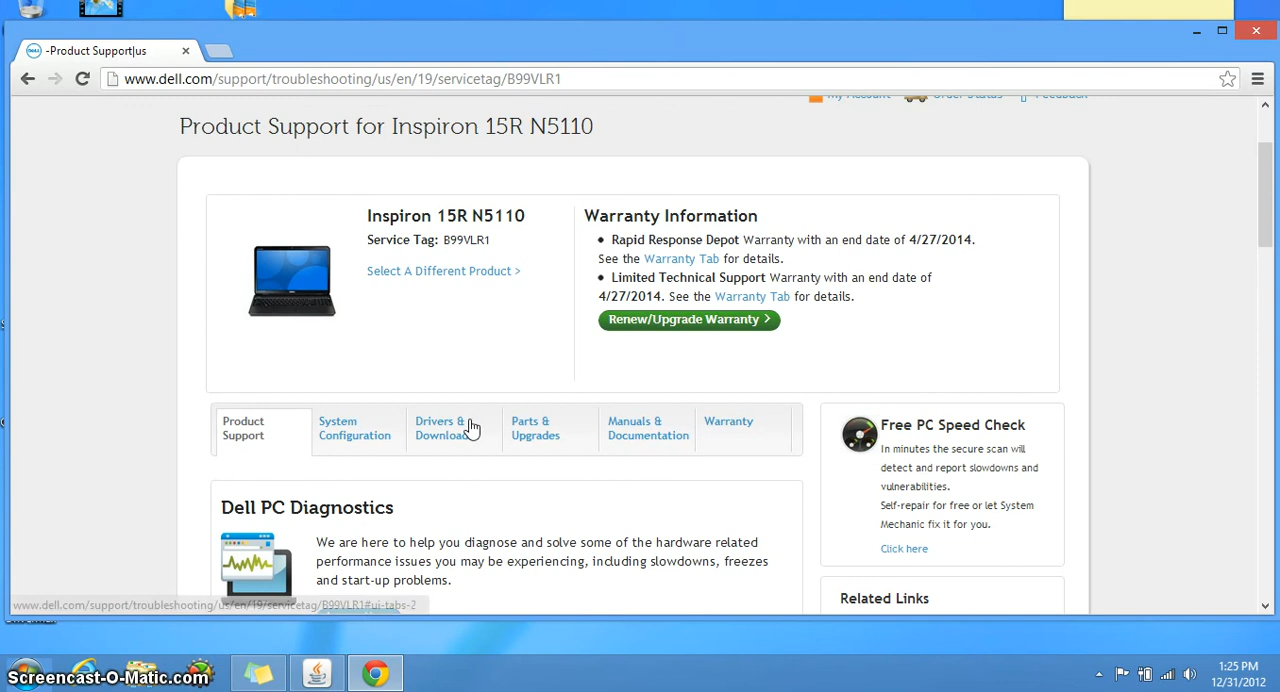 -Product Support|us
www.dell.com/support/troubleshooting/us/en/19/servicetag/B99VLR1
My Account Order Status Feedback
Product Support for Inspiron 15R N5110
Inspiron 15R N5110
Service Tag: B99VLR1
Select A Different Product >
Warranty Information
• Rapid Response Depot Warranty with an end date of 4/27/2014.
See the Warranty Tab for details.
• Limited Technical Support Warranty with an end date of
4/27/2014. See the Warranty Tab for details.
Renew/Upgrade Warranty >
Product
Support
System
Configuration
Drivers &
Downloads
Parts &
Upgrades
Manuals &
Documentation
Warranty
Free PC Speed Check
In minutes the secure scan will
detect and report slowdowns and
vulnerabilities.
Self-repair for free or let System
Mechanic fix it for you.
Click here
Dell PC Diagnostics
We are here to help you diagnose and solve some of the hardware related
performance issues you may be experiencing, including slowdowns, freezes
and start-up problems.
Related Links
www.dell.com/support/troubleshooting/us/en/19/servicetag/B99VLR1#ui-tabs-2
Screencast-O-Matic.com
1:25 PM
12/31/2012